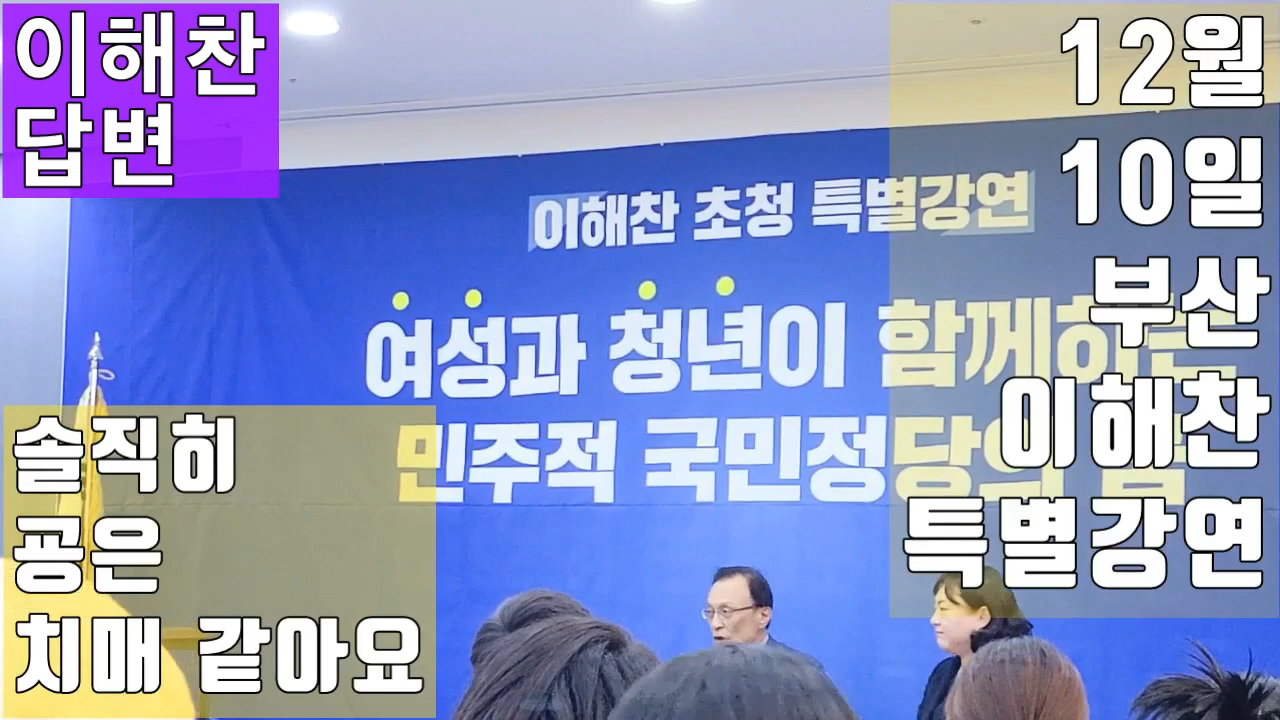 이해찬
답변
12월
10일
부산
이해찬
특별강연
이해찬 초청 특별강연
여성과 청년이 함께하는
민주적 국민정당의
솔직히
굥은
치매 같아요